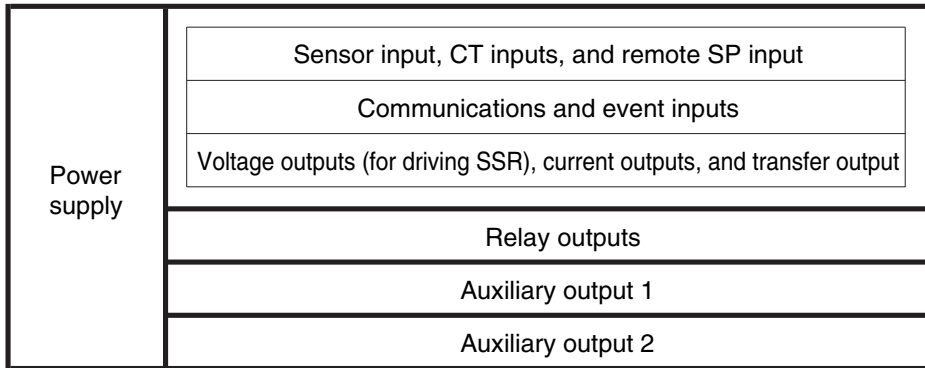 Power
supply
Sensor input, CT inputs, and remote SP input
Communications and event inputs
Voltage outputs (for driving SSR), current outputs, and transfer output
Relay outputs
Auxiliary output 1
Auxiliary output 2